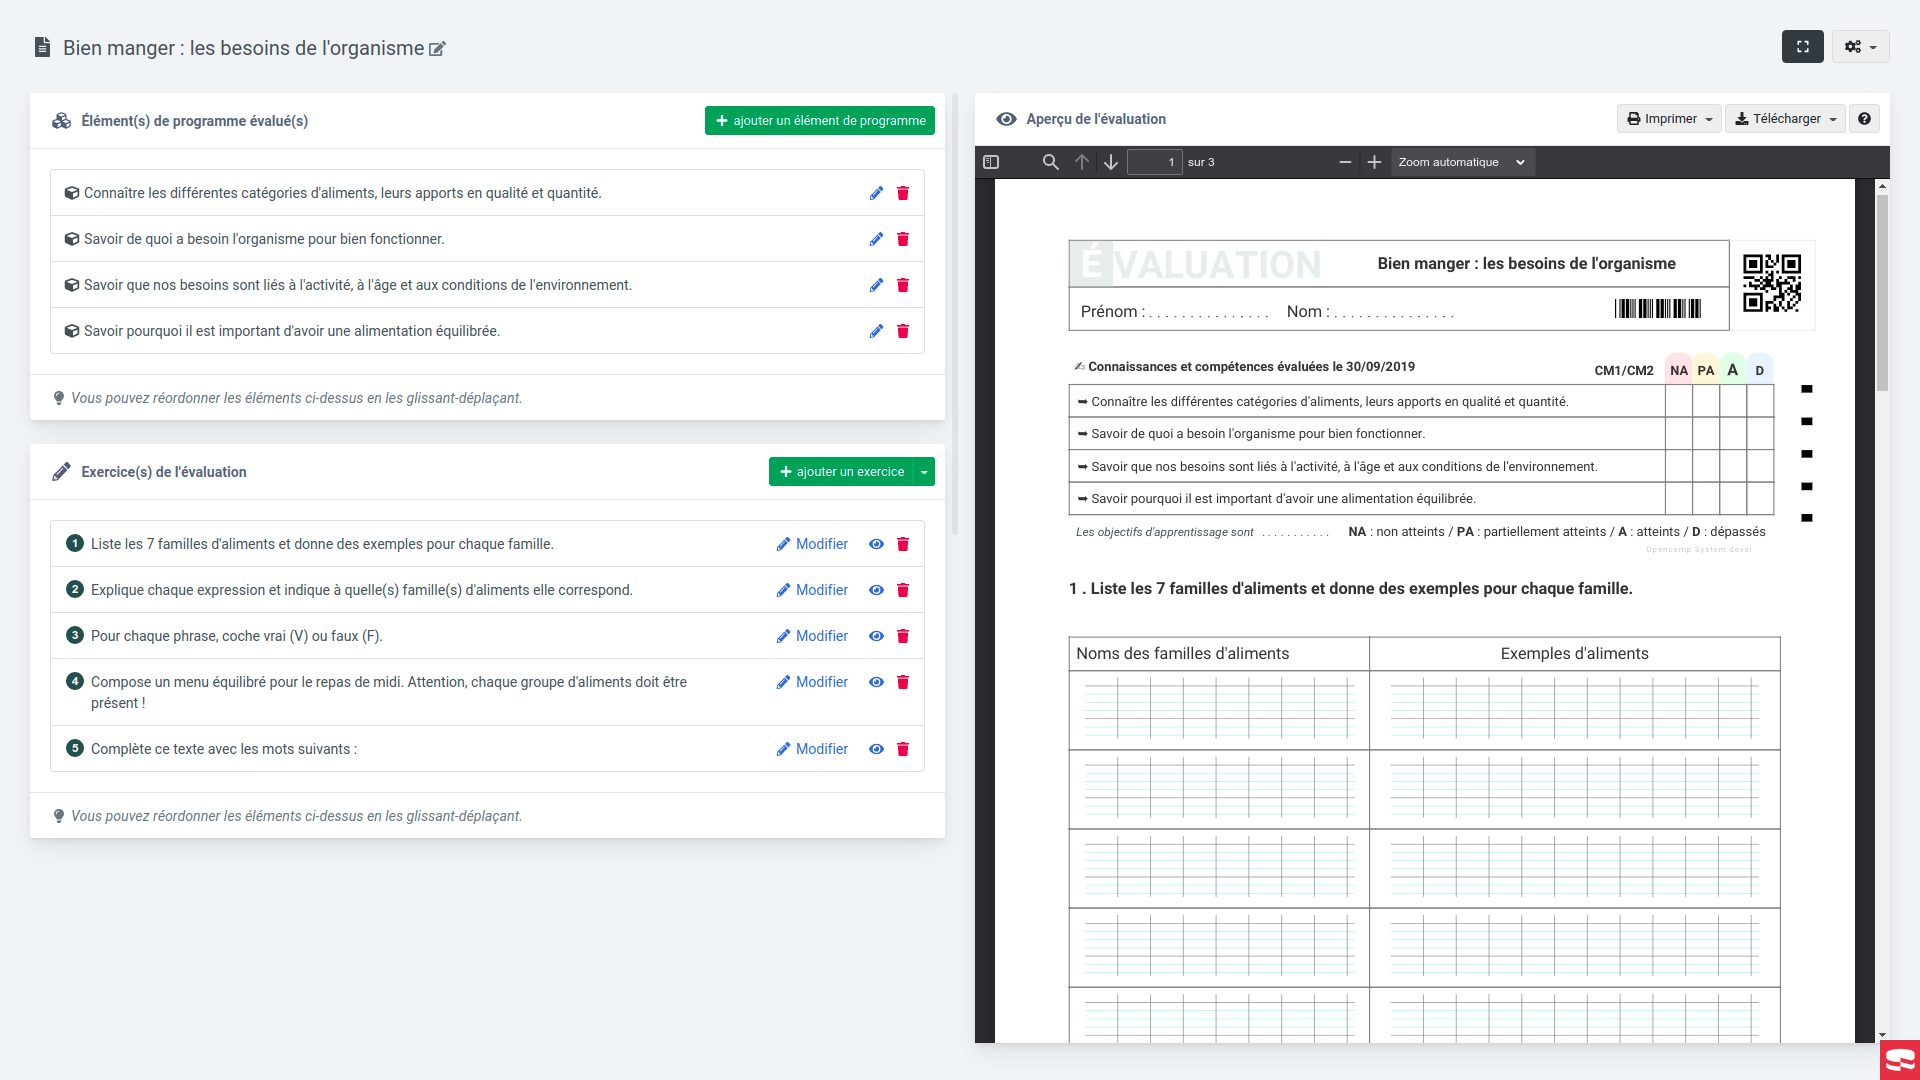 Bien manger : les besoins de l'organisme
Élément(s) de programme évalué(s)
ajouter un élément de programme
Connaître les différentes catégories d'aliments, leurs apports en qualité et quantité.
Savoir de quoi a besoin l'organisme pour bien fonctionner.
Savoir que nos besoins sont liés à l'activité, à l'âge et aux conditions de l'environnement.
Savoir pourquoi il est important d'avoir une alimentation équilibrée.
Vous pouvez réordonner les éléments ci-dessus en les glissant-déplaçant.
Exercice(s) de l'évaluation
ajouter un exercice
1 Liste les 7 familles d'aliments et donne des exemples pour chaque famille. Modifier
2 Explique chaque expression et indique à quelle(s) famille(s) d'aliments elle correspond. Modifier
3 Pour chaque phrase, coche vrai (V) ou faux (F). Modifier
4 Compose un menu équilibré pour le repas de midi. Attention, chaque groupe d'aliments doit être Modifier
présent !
5 Complète ce texte avec les mots suivants : Modifier
Vous pouvez réordonner les éléments ci-dessus en les glissant-déplaçant.
Aperçu de l'évaluation
Imprimer
Télécharger
1 sur 3
Zoom automatique
ÉVALUATION
Bien manger : les besoins de l'organisme
Prénom : . . . . . . . . . . . . . . . Nom : . . . . . . . . . . . . . . .
Connaissances et compétences évaluées le 30/09/2019
CM1/CM2 NA PA A D
➥ Connaître les différentes catégories d'aliments, leurs apports en qualité et quantité.
➥ Savoir de quoi a besoin l'organisme pour bien fonctionner.
➥ Savoir que nos besoins sont liés à l'activité, à l'âge et aux conditions de l'environnement.
➥ Savoir pourquoi il est important d'avoir une alimentation équilibrée.
Les objectifs d'apprentissage sont . . . . . . . . . . . NA : non atteints / PA : partiellement atteints / A : atteints / D : dépassés
Opencomp System devel
1 . Liste les 7 familles d'aliments et donne des exemples pour chaque famille.
Noms des familles d'aliments
Exemples d'aliments